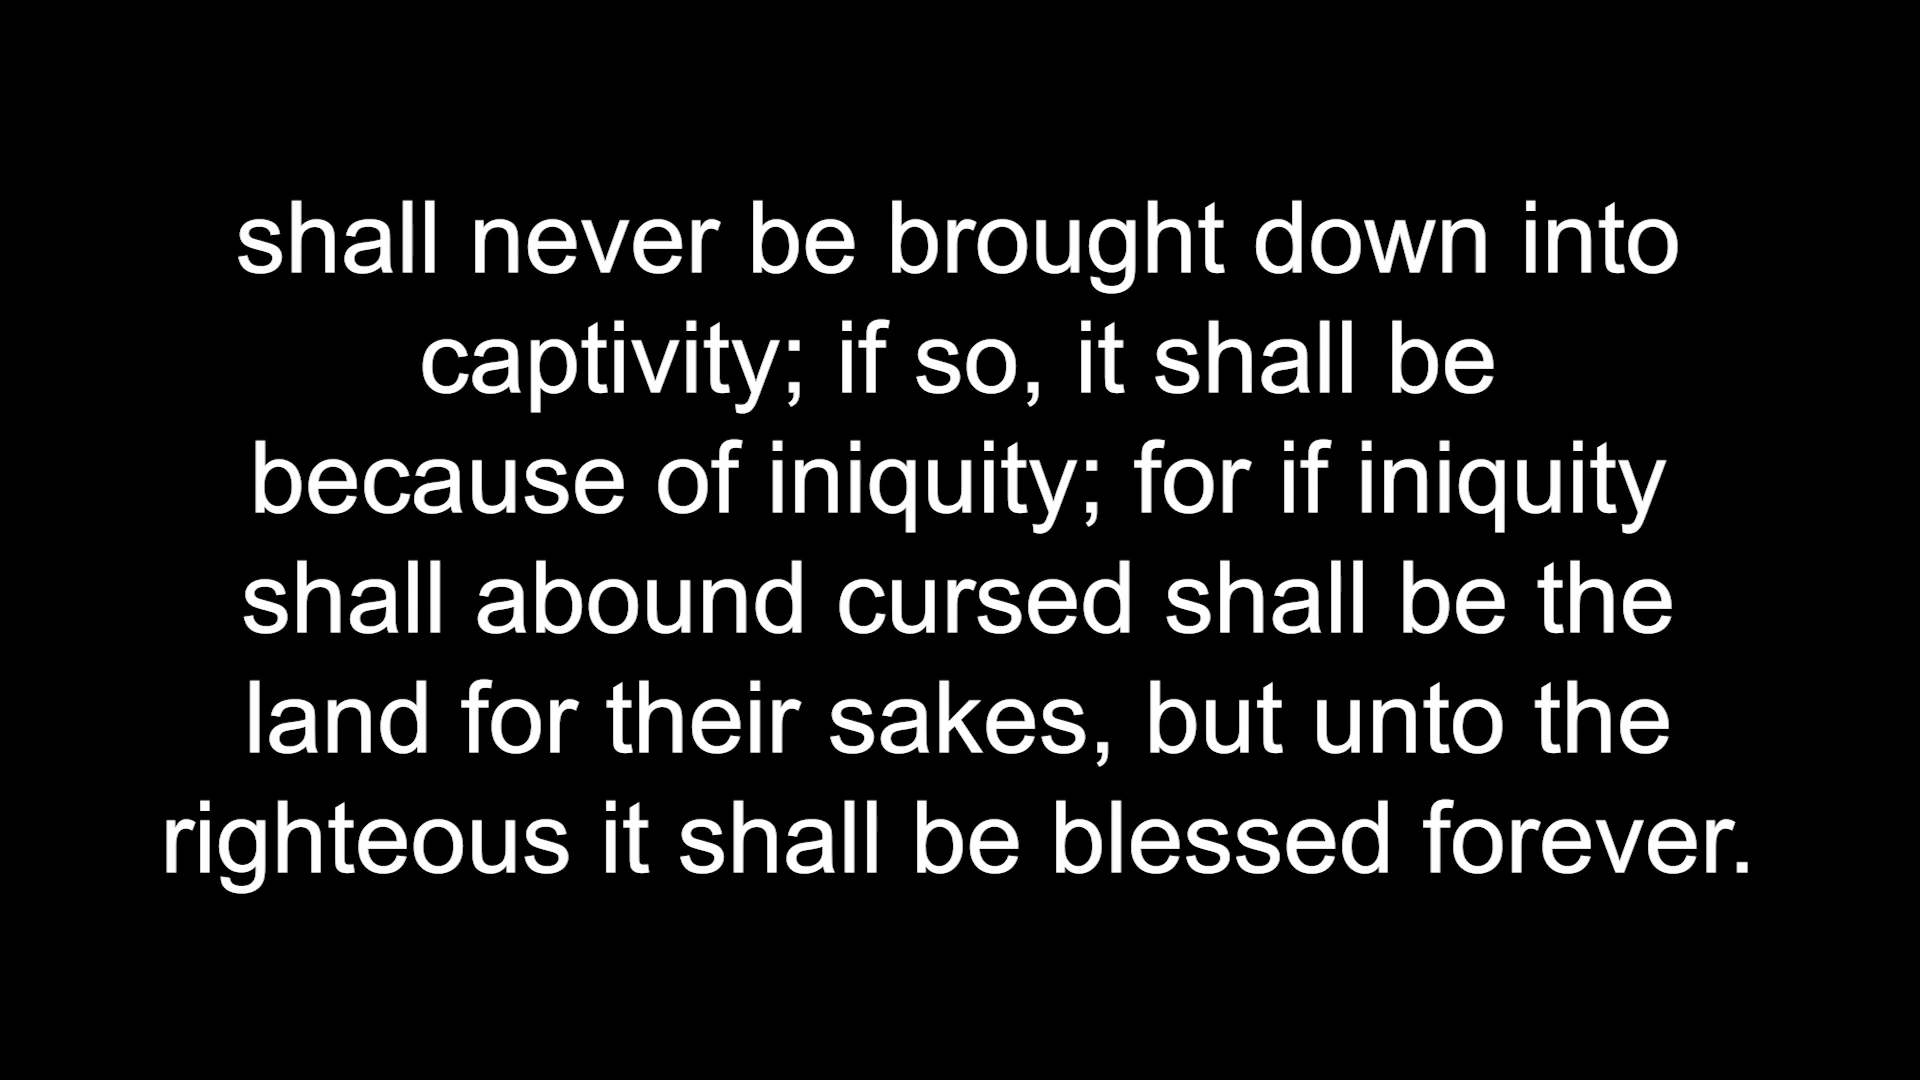 shall never be brought down into
captivity; if so, it shall be
because of iniquity; for if iniquity
shall abound cursed shall be the
land for their sakes, but unto the
righteous it shall be blessed forever.